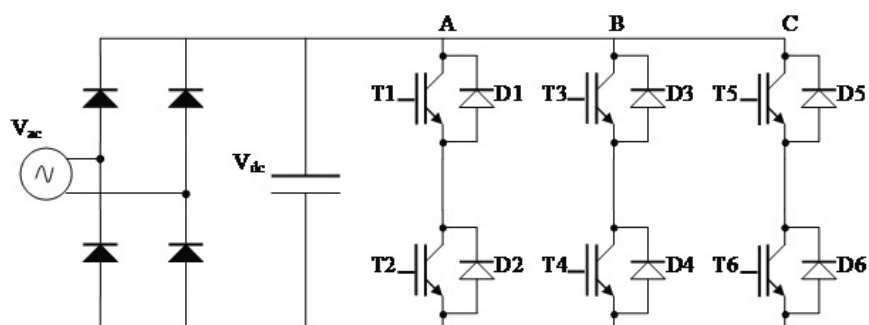 A B C
T1 D1 T3 D3 T5 D5
Vac
Vdc
T2 D2 T4 D4 T6 D6